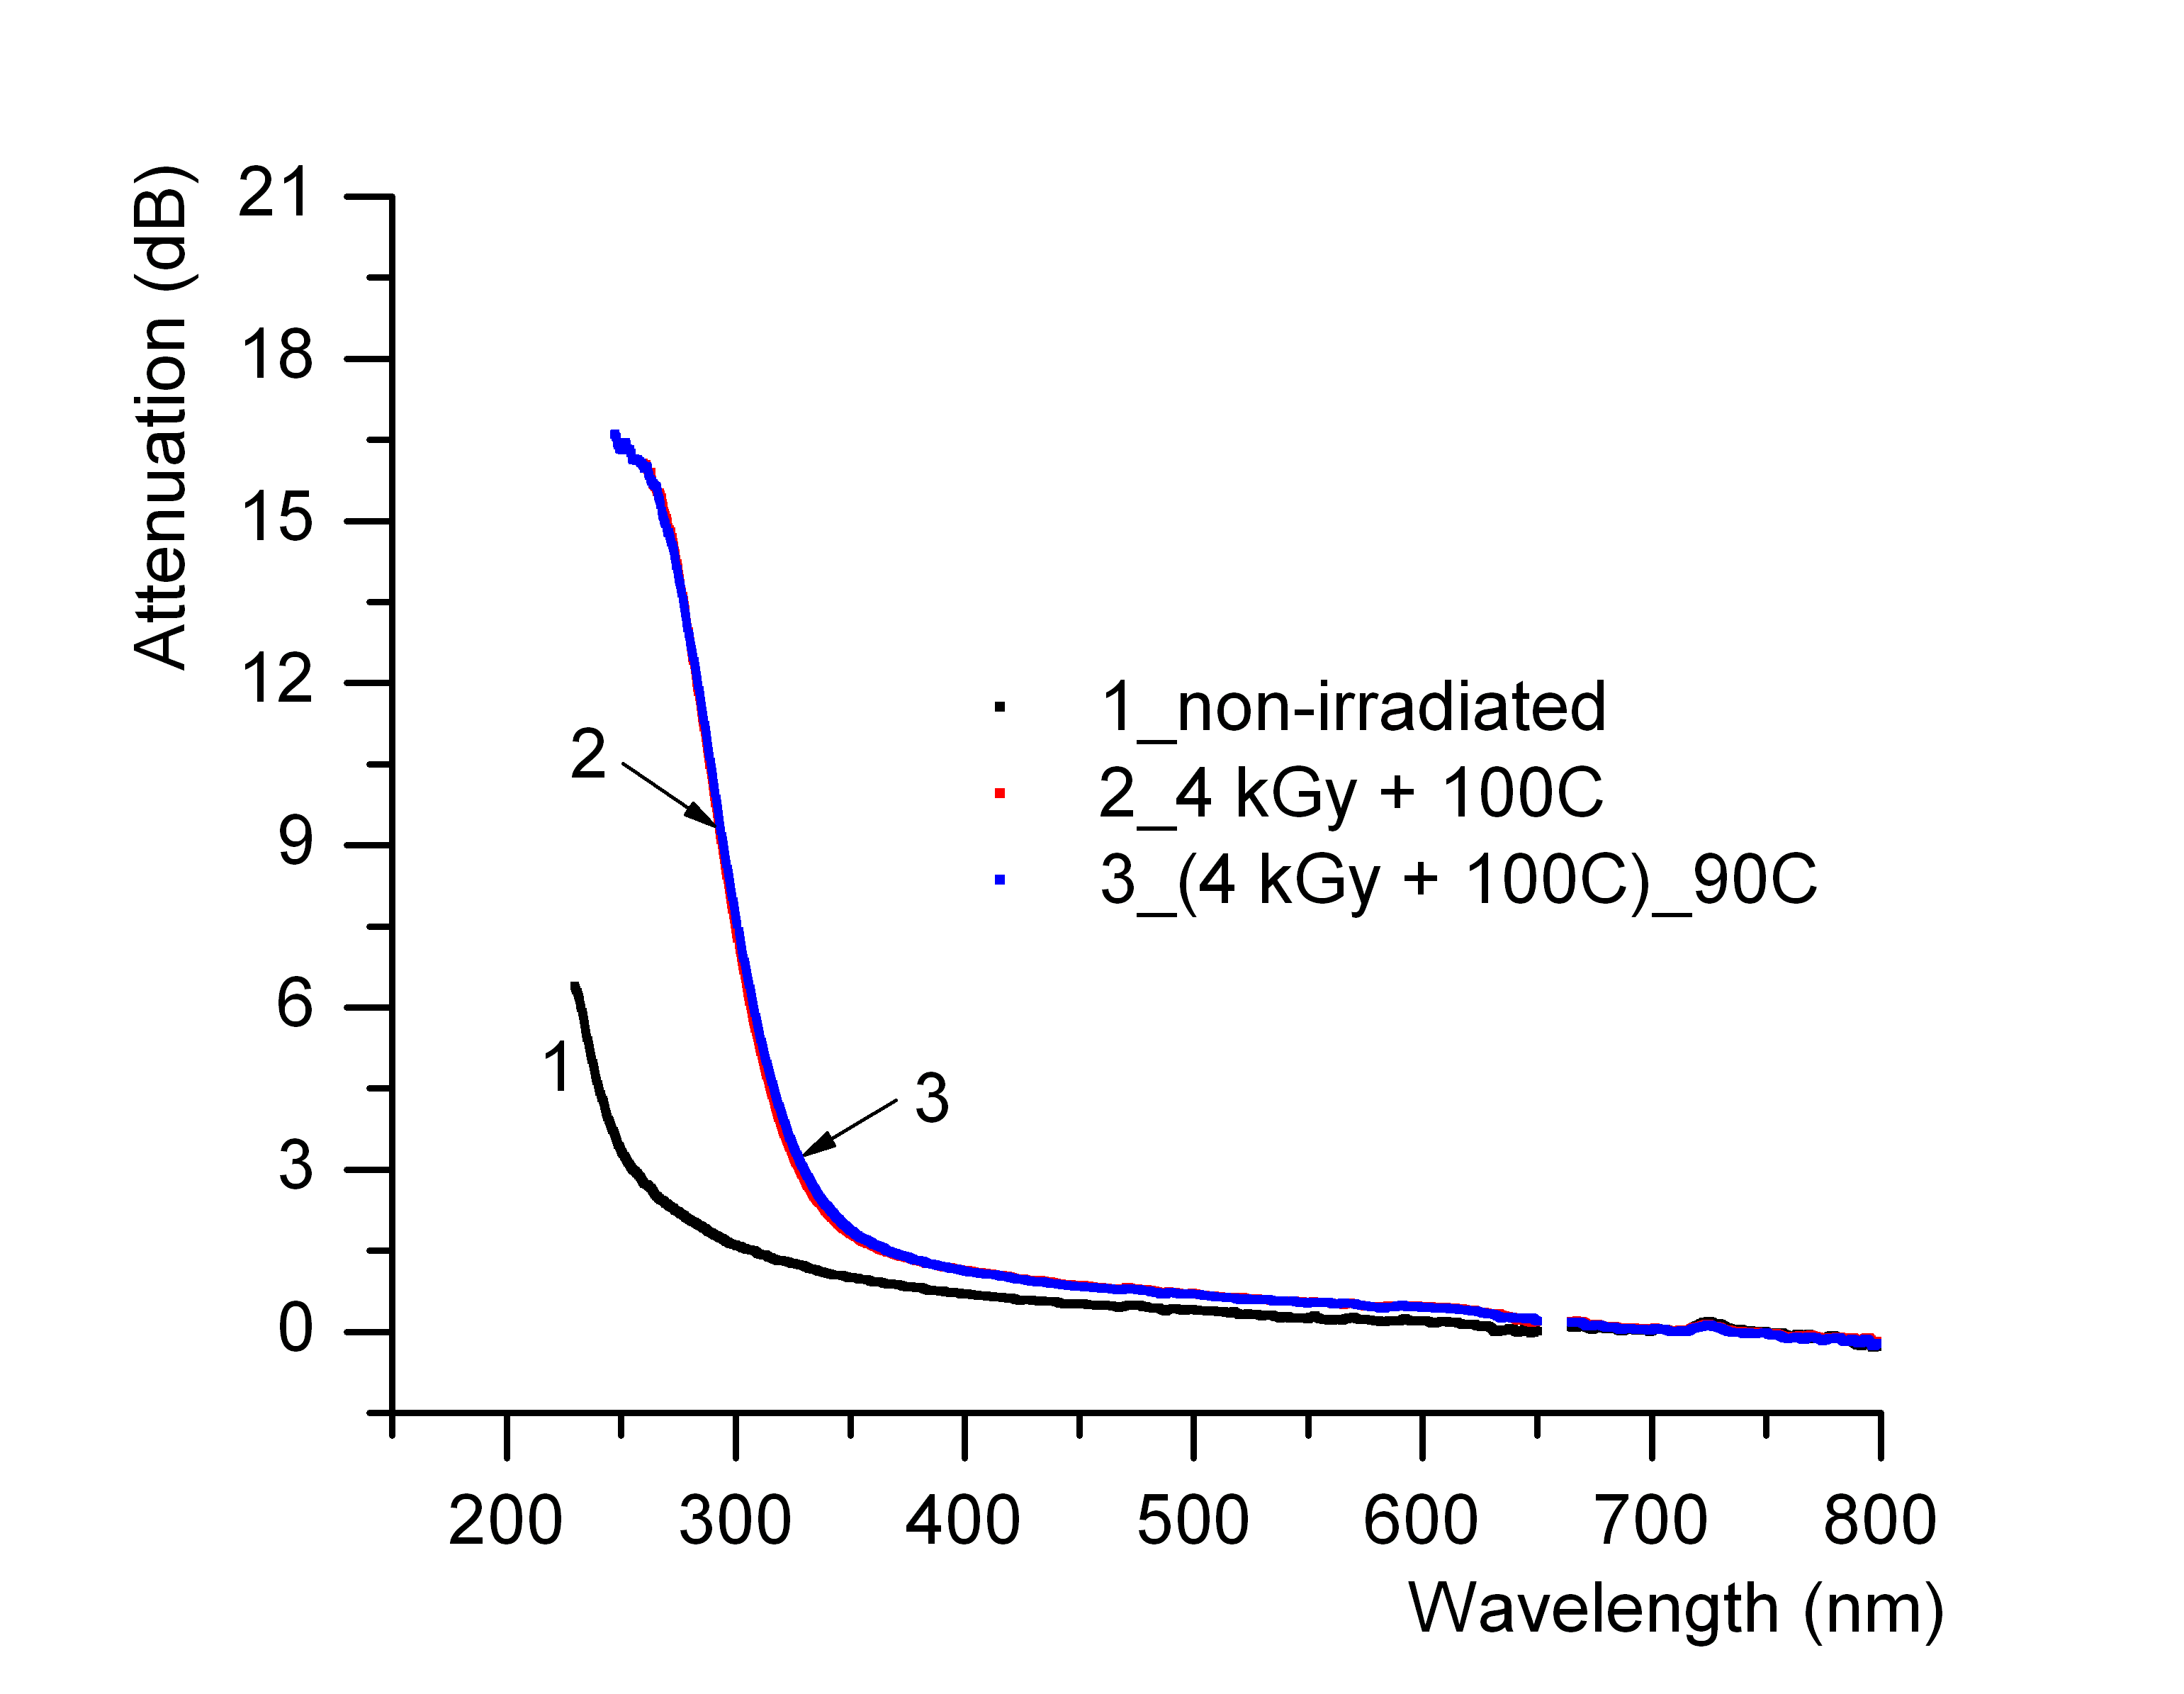 Attenuation (dB)
21
18
15
12
9
6
3
0
1_non-irradiated
2_4 kGy + 100C
3_(4 kGy + 100C)_90C
2
1
3
200 300 400 500 600 700 800
Wavelength (nm)